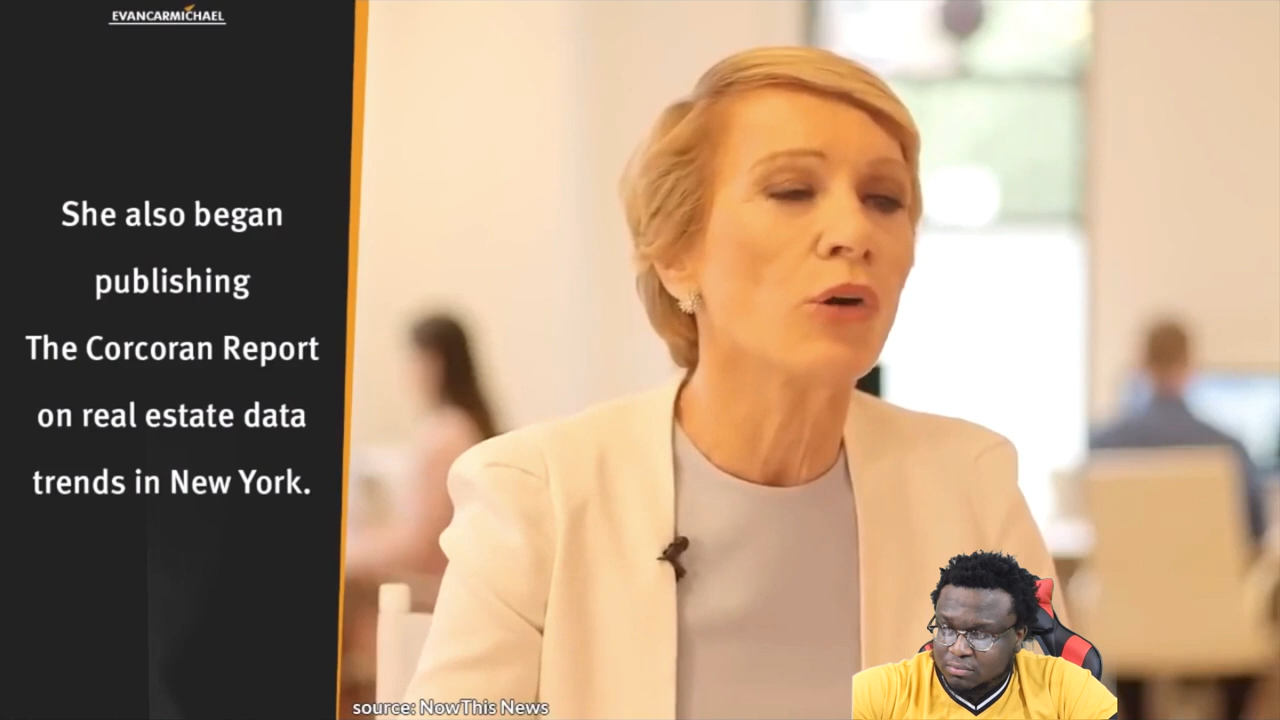 EVANCARMICHAEL
She also began
publishing
The Corcoran Report
on real estate data
trends in New York.
source: NowThis News